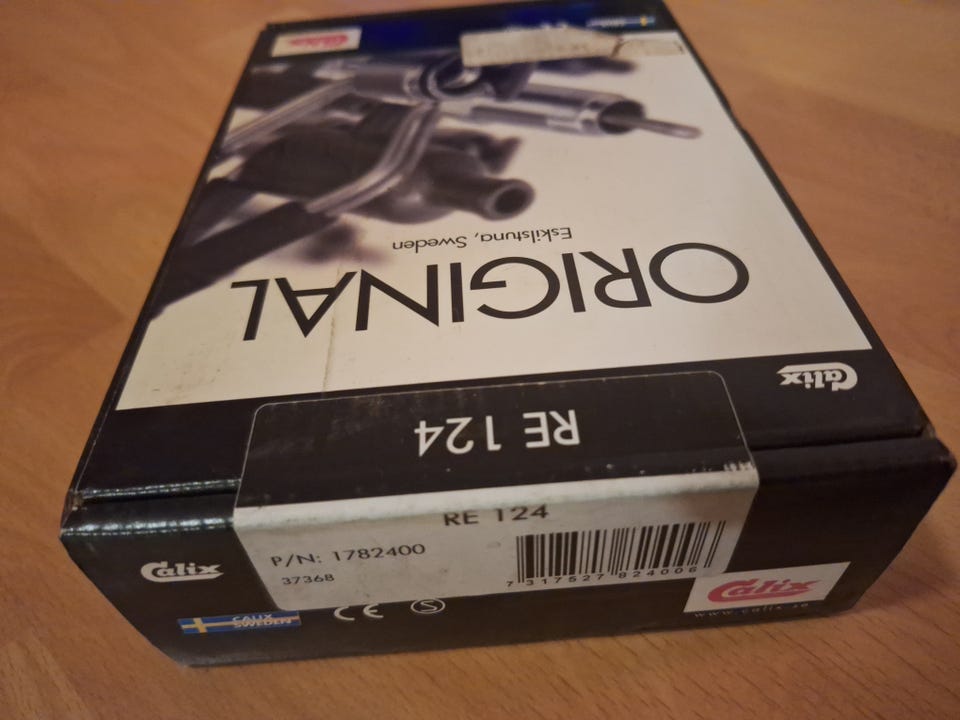 Calix
Eskilstuna, Sweden
ORIGINAL
Calix
RE 124
RE 124
P/N: 1782400
37368
7 317527 824006
Calix
Calix
www.calix.se
CALIX
SWEDEN
CE
S